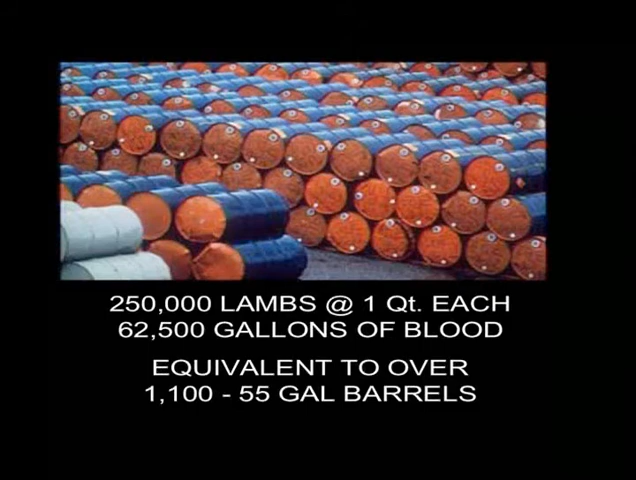 250,000 LAMBS @ 1 Qt. EACH
62,500 GALLONS OF BLOOD
EQUIVALENT TO OVER
1,100 - 55 GAL BARRELS